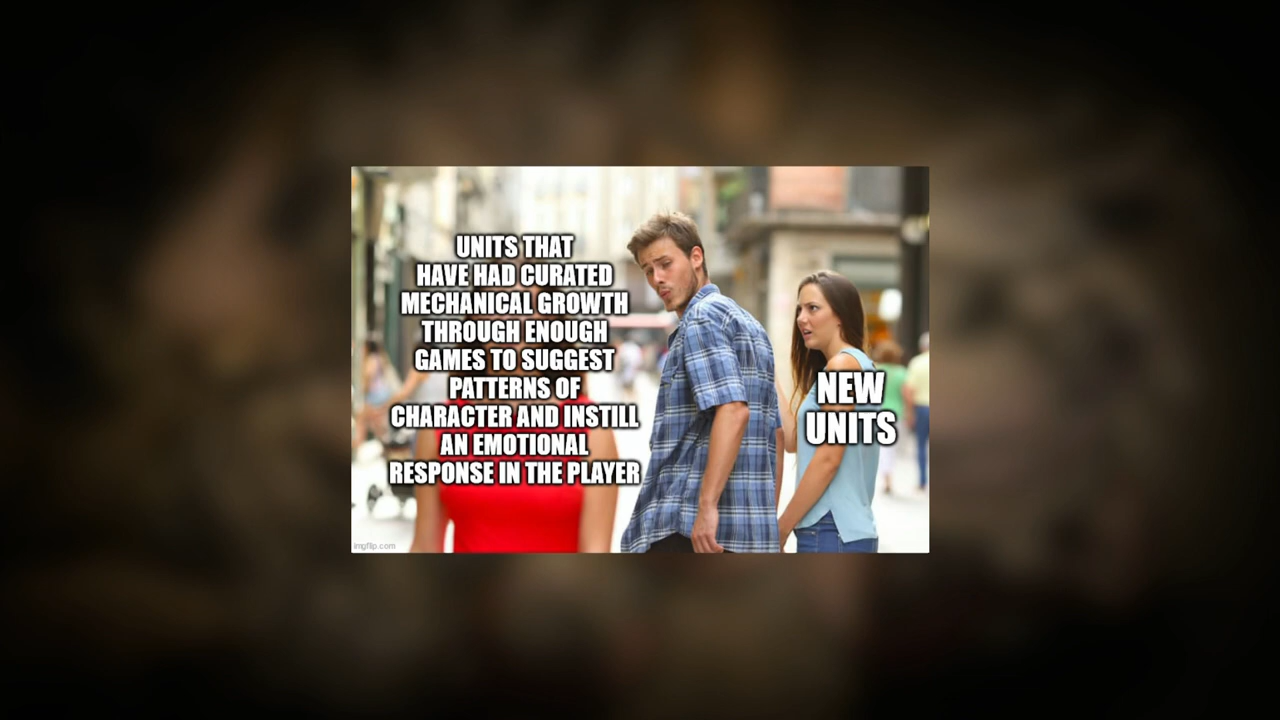 UNITS THAT
HAVE HAD CURATED
MECHANICAL GROWTH
THROUGH ENOUGH
GAMES TO SUGGEST
PATTERNS OF
CHARACTER AND INSTILL
AN EMOTIONAL
RESPONSE IN THE PLAYER
NEW
UNITS
imgflip.com